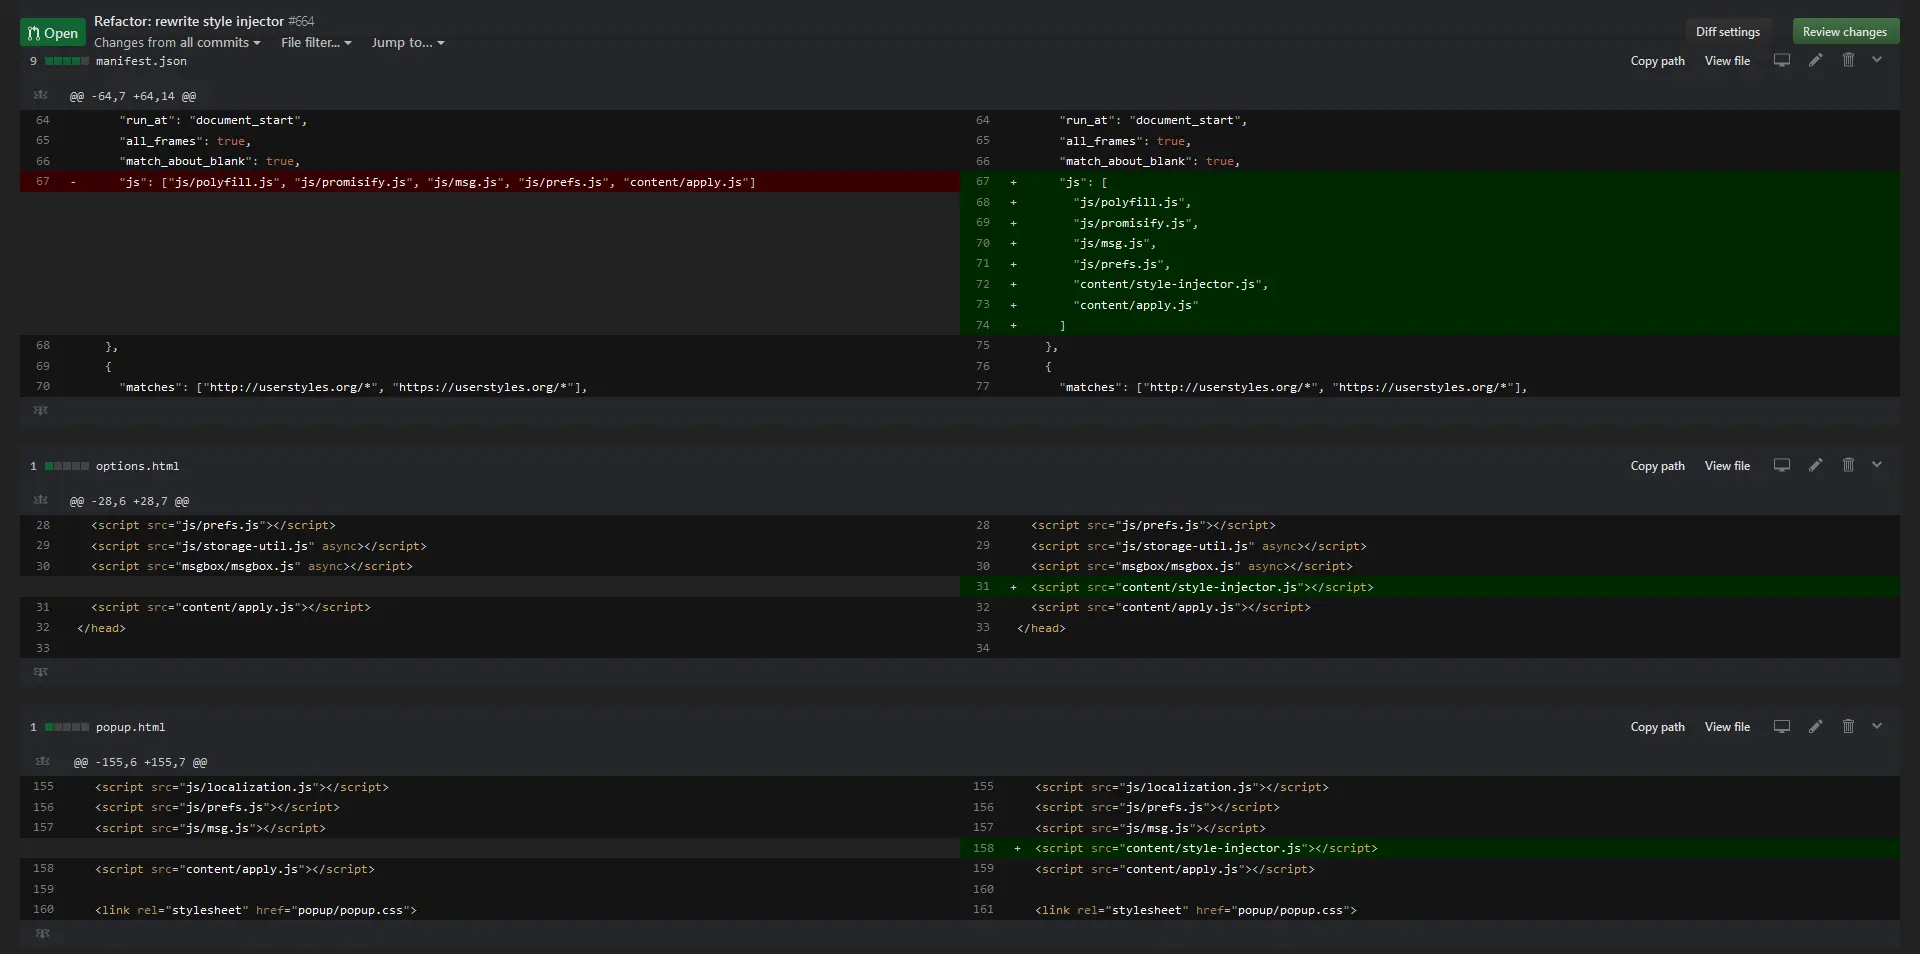 Open
Refactor: rewrite style injector #664
Changes from all commits File filter... Jump to...
Diff settings
Review changes
9 manifest.json
Copy path View file
@@ -64,7 +64,14 @@
64 "run_at": "document_start",
65 "all_frames": true,
66 "match_about_blank": true,
67 - "js": ["js/polyfill.js", "js/promisify.js", "js/msg.js", "js/prefs.js", "content/apply.js"]
68 },
69 {
70 "matches": ["http://userstyles.org/*", "https://userstyles.org/*"],
64 "run_at": "document_start",
65 "all_frames": true,
66 "match_about_blank": true,
67 + "js": [
68 + "js/polyfill.js",
69 + "js/promisify.js",
70 + "js/msg.js",
71 + "js/prefs.js",
72 + "content/style-injector.js",
73 + "content/apply.js"
74 + ]
75 },
76 {
77 "matches": ["http://userstyles.org/*", "https://userstyles.org/*"],
1 options.html
Copy path View file
@@ -28,6 +28,7 @@
28 <script src="js/prefs.js"></script>
29 <script src="js/storage-util.js" async></script>
30 <script src="msgbox/msgbox.js" async></script>
31 <script src="content/apply.js"></script>
32 </head>
33
28 <script src="js/prefs.js"></script>
29 <script src="js/storage-util.js" async></script>
30 <script src="msgbox/msgbox.js" async></script>
31 + <script src="content/style-injector.js"></script>
32 <script src="content/apply.js"></script>
33 </head>
34
1 popup.html
Copy path View file
@@ -155,6 +155,7 @@
155 <script src="js/localization.js"></script>
156 <script src="js/prefs.js"></script>
157 <script src="js/msg.js"></script>
158 <script src="content/apply.js"></script>
159
160 <link rel="stylesheet" href="popup/popup.css">
155 <script src="js/localization.js"></script>
156 <script src="js/prefs.js"></script>
157 <script src="js/msg.js"></script>
158 + <script src="content/style-injector.js"></script>
159 <script src="content/apply.js"></script>
160
161 <link rel="stylesheet" href="popup/popup.css">